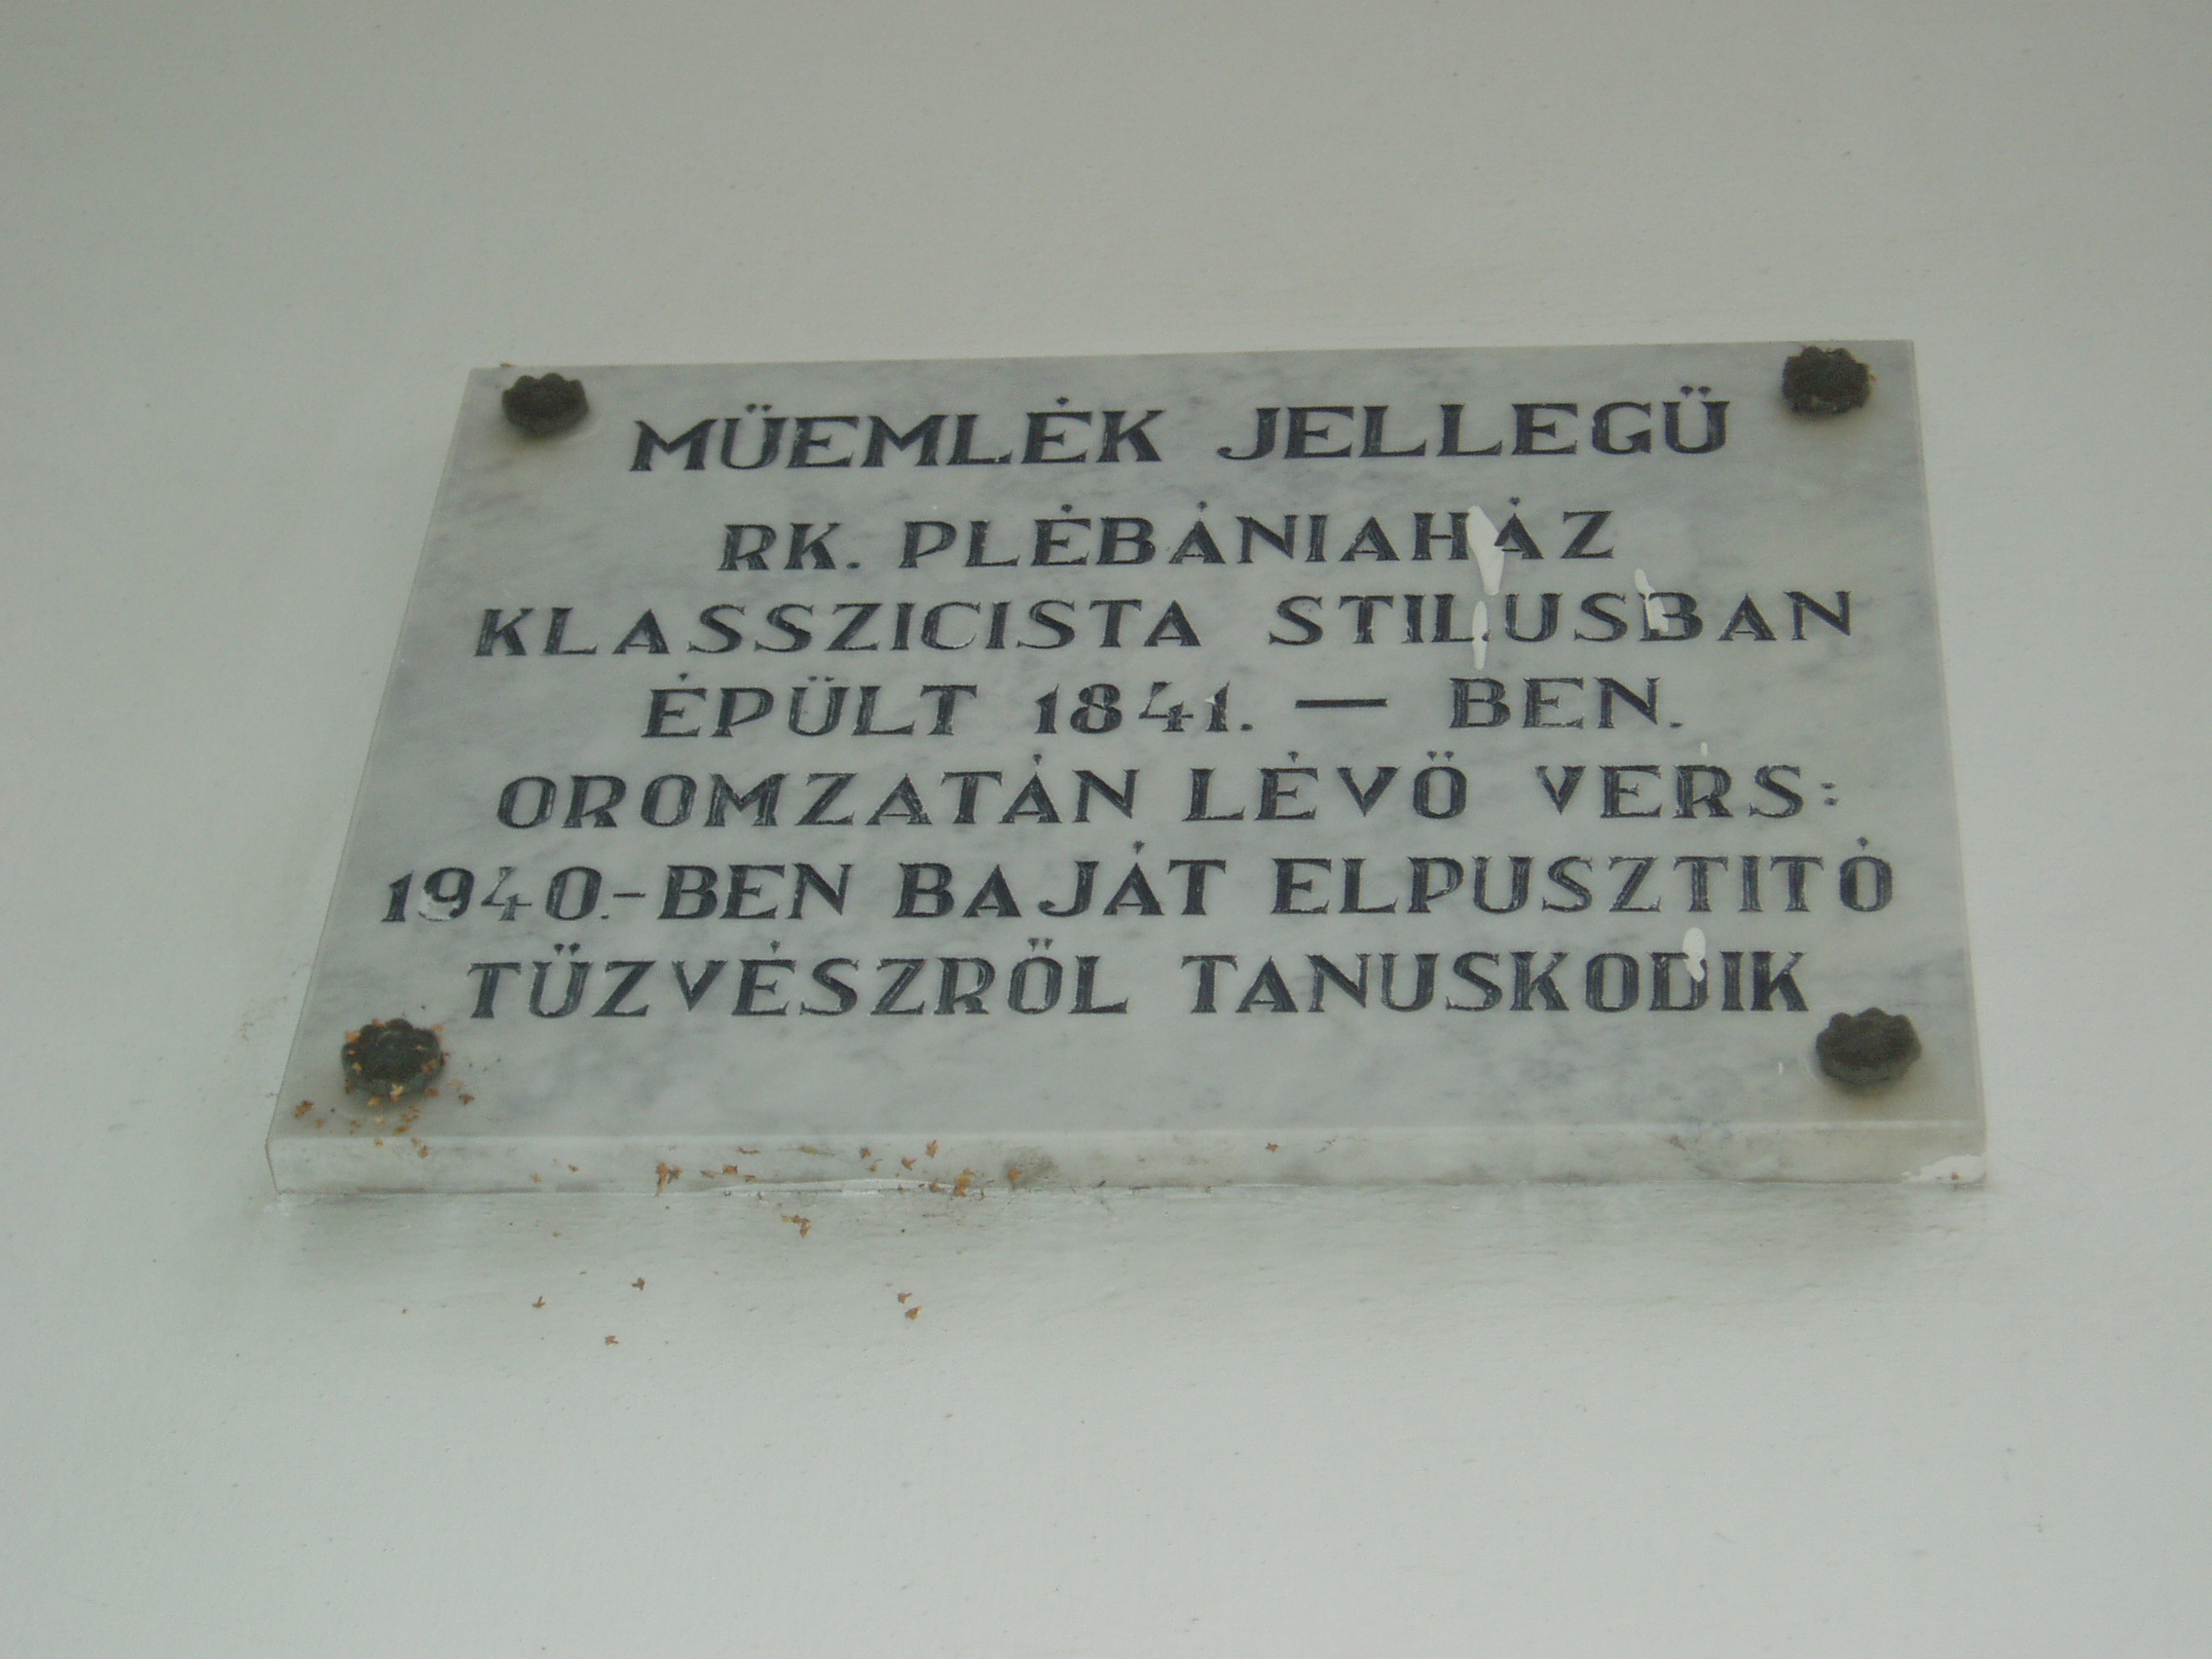 MÜEMLÉK JELLEGÜ
RK. PLÉBÁNIAHÁZ
KLASSZICISTA STILUSBAN
ÉPÜLT 1841. — BEN.
OROMZATÁN LÉVÖ VERS:
1940.-BEN BAJÁT ELPUSZTITÓ
TÜZVÉSZRÖL TANUSKODIK